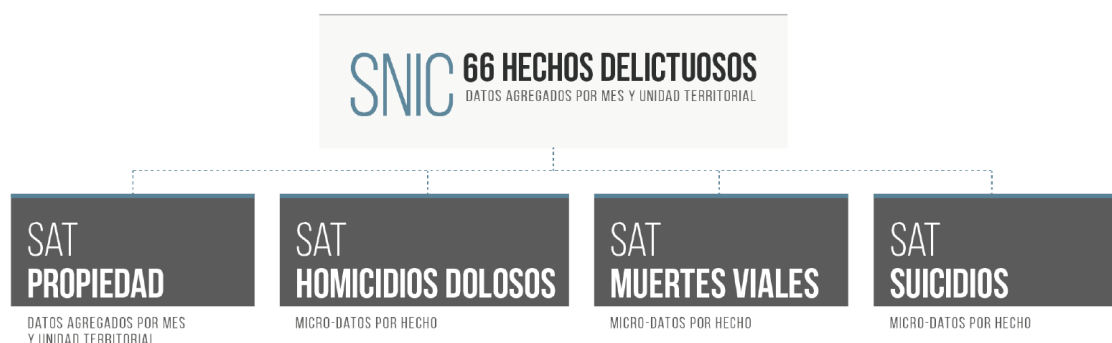 SNIC 66 HECHOS DELICTUOSOS
DATOS AGREGADOS POR MES Y UNIDAD TERRITORIAL
SAT
PROPIEDAD
DATOS AGREGADOS POR MES
Y UNIDAD TERRITORIAL
SAT
HOMICIDIOS DOLOSOS
MICRO-DATOS POR HECHO
SAT
MUERTES VIALES
MICRO-DATOS POR HECHO
SAT
SUICIDIOS
MICRO-DATOS POR HECHO